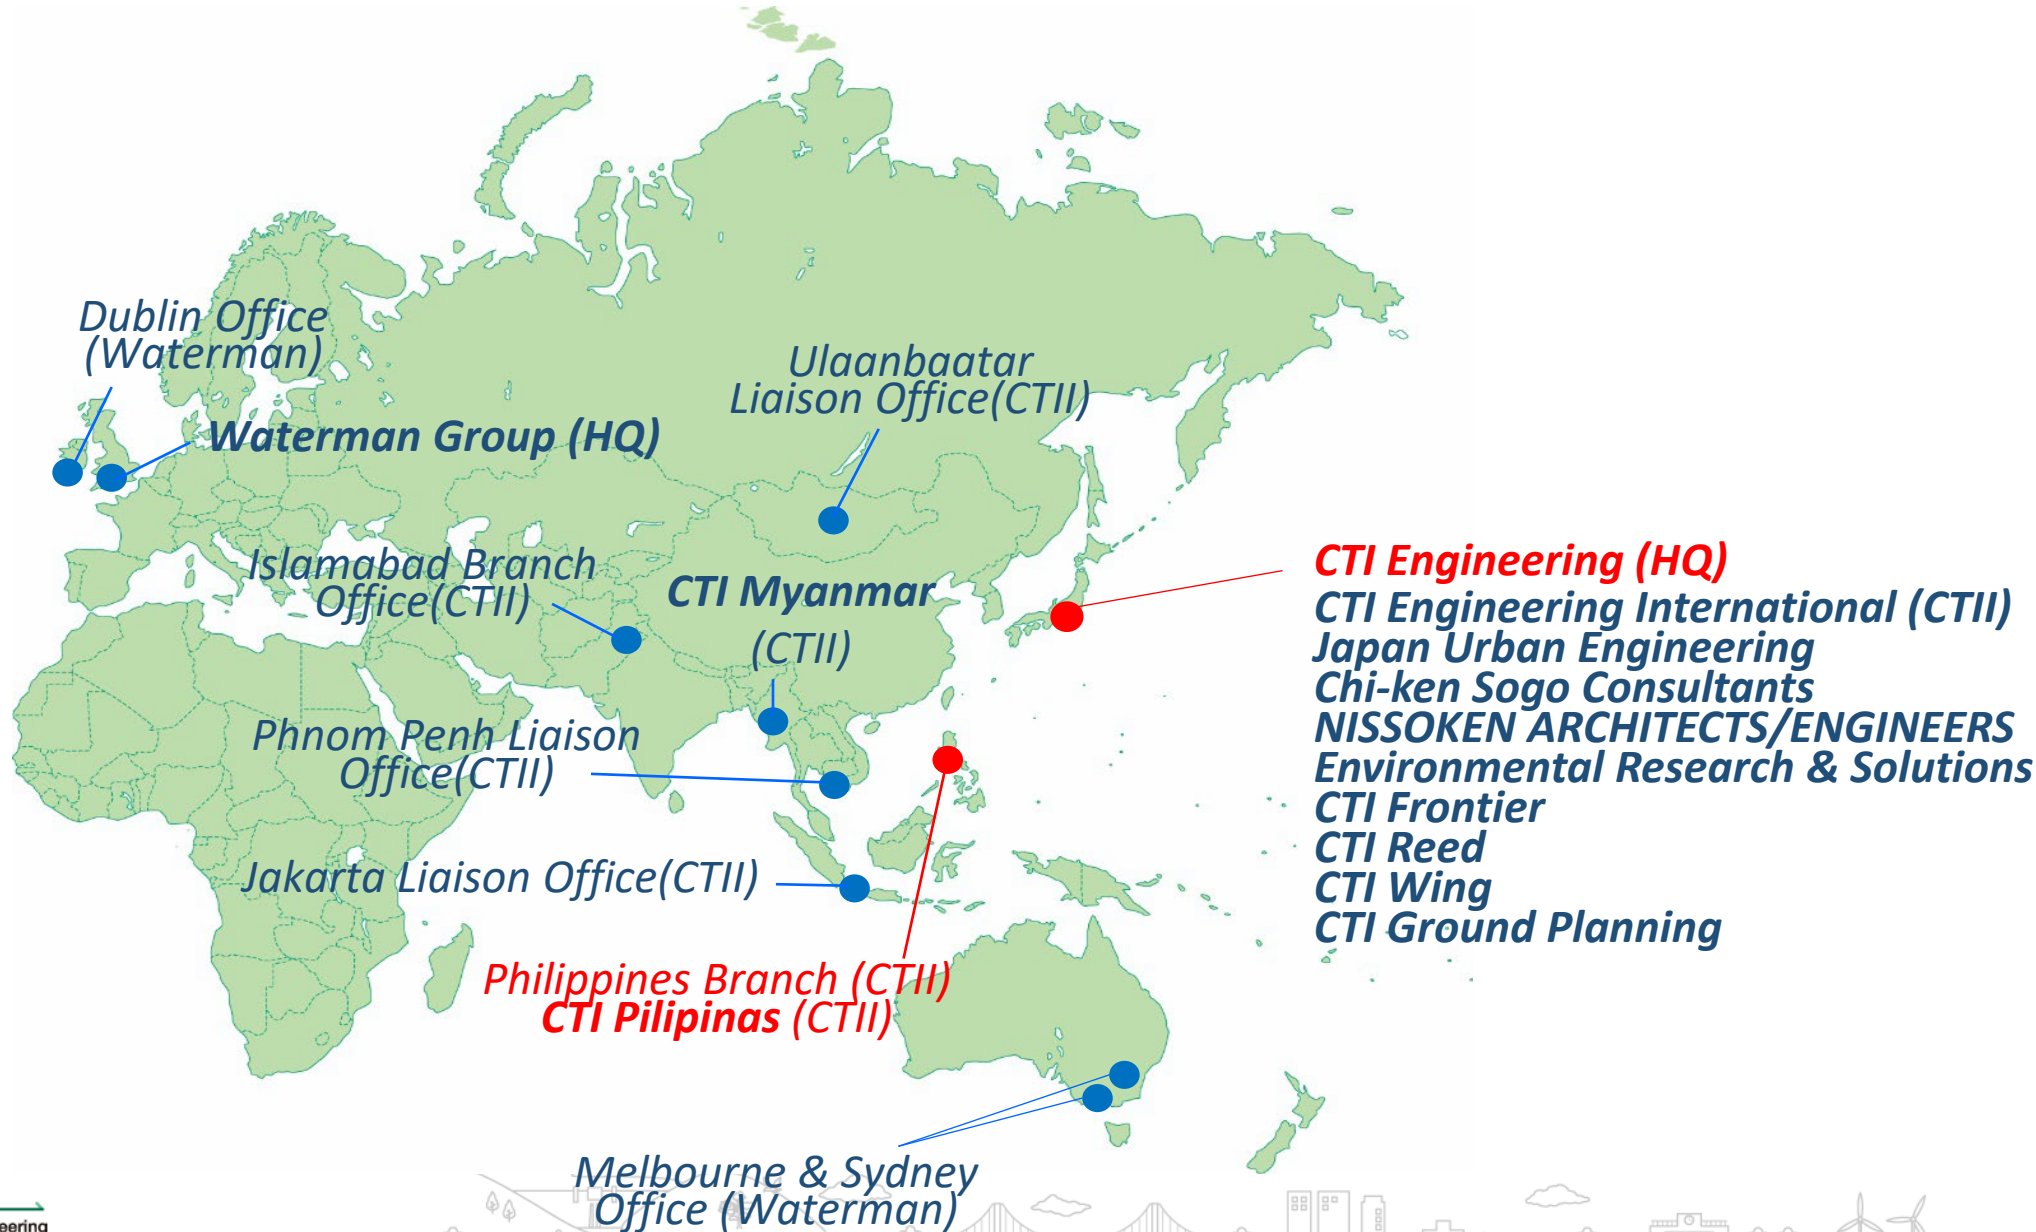 Dublin Office
(Waterman)
Ulaanbaatar
Liaison Office(CTII)
Waterman Group (HQ)
Islamabad Branch
Office(CTII)
CTI Myanmar
(CTII)
CTI Engineering (HQ)
CTI Engineering International (CTII)
Japan Urban Engineering
Chi-ken Sogo Consultants
NISSOKEN ARCHITECTS/ENGINEERS
Environmental Research & Solutions
CTI Frontier
CTI Reed
CTI Wing
CTI Ground Planning
Phnom Penh Liaison
Office(CTII)
Jakarta Liaison Office(CTII)
Philippines Branch (CTII)
CTI Pilipinas (CTII)
Melbourne & Sydney
Office (Waterman)